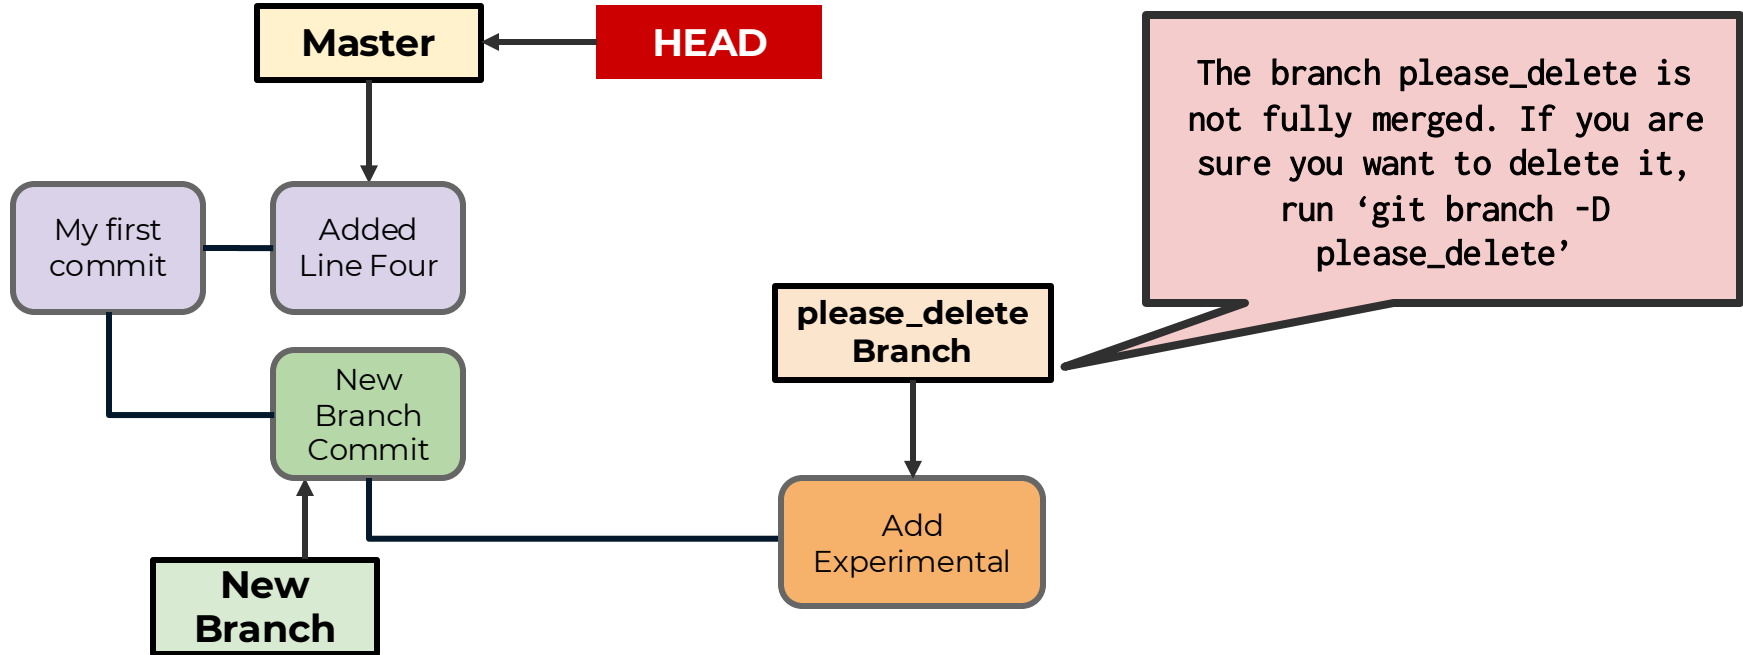 Master
HEAD
The branch please_delete is
not fully merged. If you are
sure you want to delete it,
run ‘git branch -D
please_delete’
My first
commit
Added
Line Four
please_delete
Branch
New
Branch
Commit
Add
Experimental
New
Branch